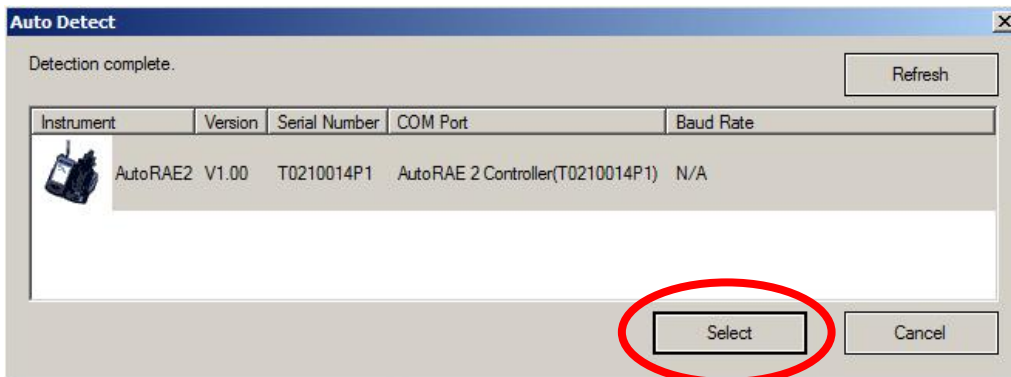 Auto Detect
Detection complete.
Refresh
Instrument Version Serial Number COM Port Baud Rate
AutoRAE2 V1.00 T0210014P1 AutoRAE 2 Controller(T0210014P1) N/A
Select Cancel